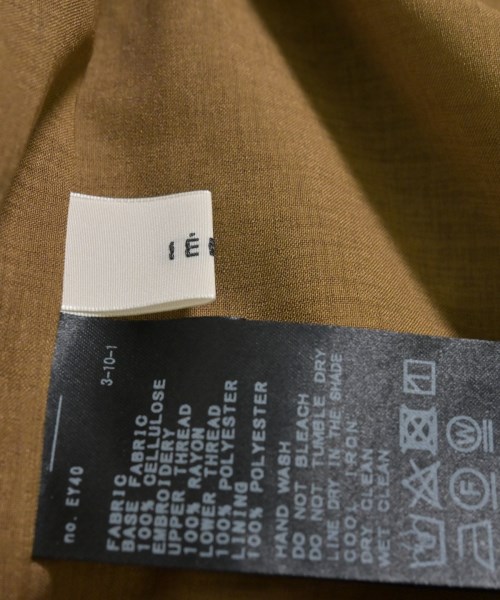 3-10-1
no. EY40
FABRIC
BASE FABRIC
100% CELLULOSE
EMBROIDERY
UPPER THREAD
100% RAYON
LOWER THREAD
100% POLYESTER
LINING
100% POLYESTER
HAND WASH
DO NOT BLEACH
DO NOT TUMBLE DRY
LINE DRY IN THE SHADE
COOL IRON
DRY CLEAN
WET CLEAN
W
F